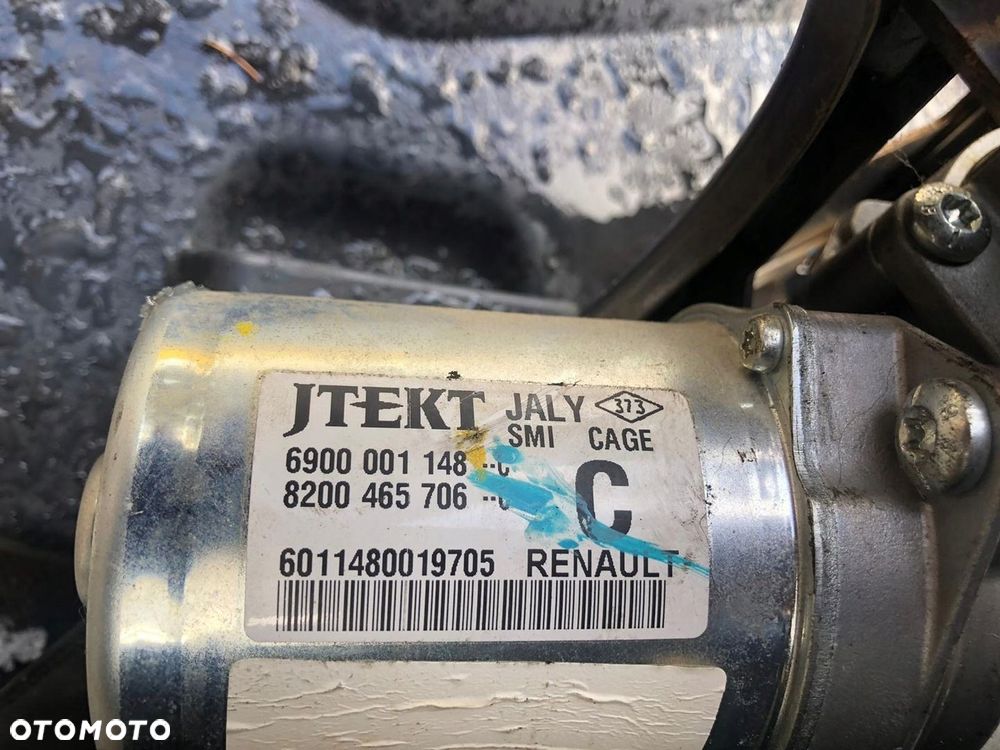 JTEKT JALY 373
SMI CAGE
6900 001 148 --C
8200 465 706
C
6011480019705 RENAULT
OTOMOTO